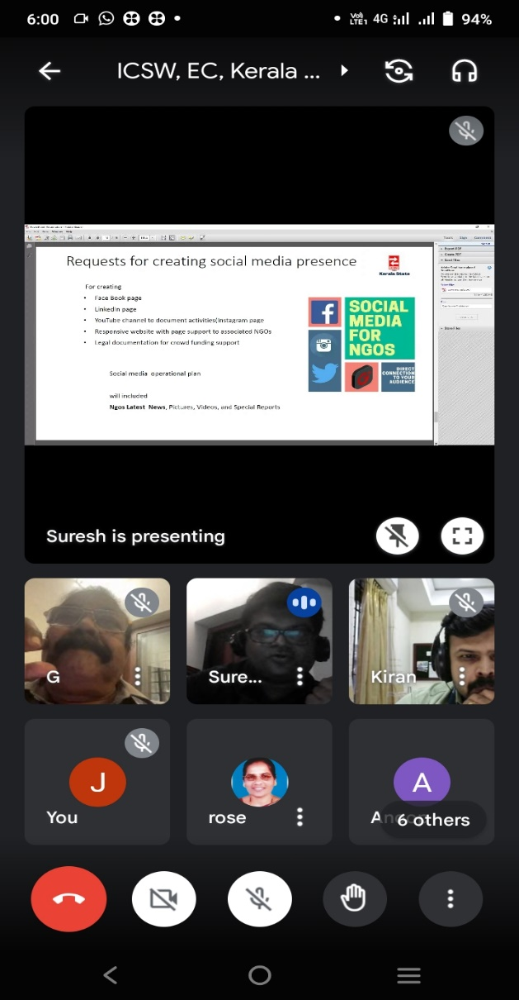 6:00
Vo)
LTE1
4G
94%
ICSW, EC, Kerala ...
Requests for creating social media presence
Kerala State
For creating
• Face Book page
• LinkedIn page
• YouTube channel to document activities(Instagram page
• Responsive website with page support to associated NGOs
• Legal documentation for crowd funding support
Social media operational plan
will included
Ngos Latest News, Pictures, Videos, and Special Reports
SOCIAL
MEDIA
FOR
NGOS
DIRECT
CONNECTION
TO YOUR
AUDIENCE
Suresh is presenting
G
Sure...
Kiran
J
You
rose
A
6 others